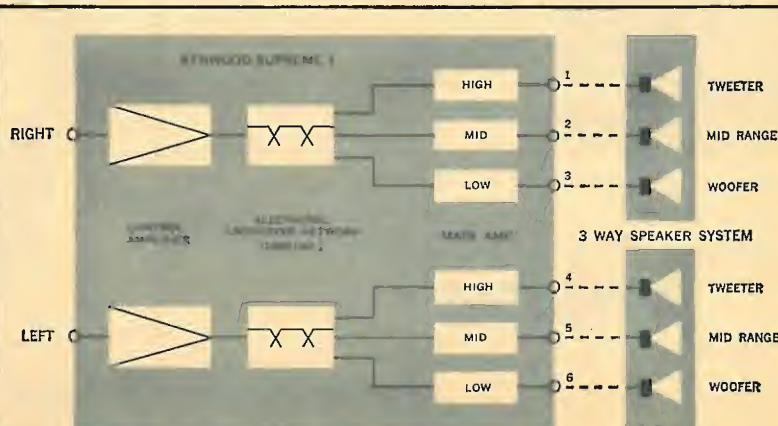 KENWOOD SUPREME 1
HIGH
1
TWEETER
RIGHT
MID
2
MID RANGE
LOW
3
WOOFER
CONTROL AMPLIFIER
ELECTRONIC CROSSOVER NETWORK
MAIN AMP
3 WAY SPEAKER SYSTEM
HIGH
4
TWEETER
LEFT
MID
5
MID RANGE
LOW
6
WOOFER